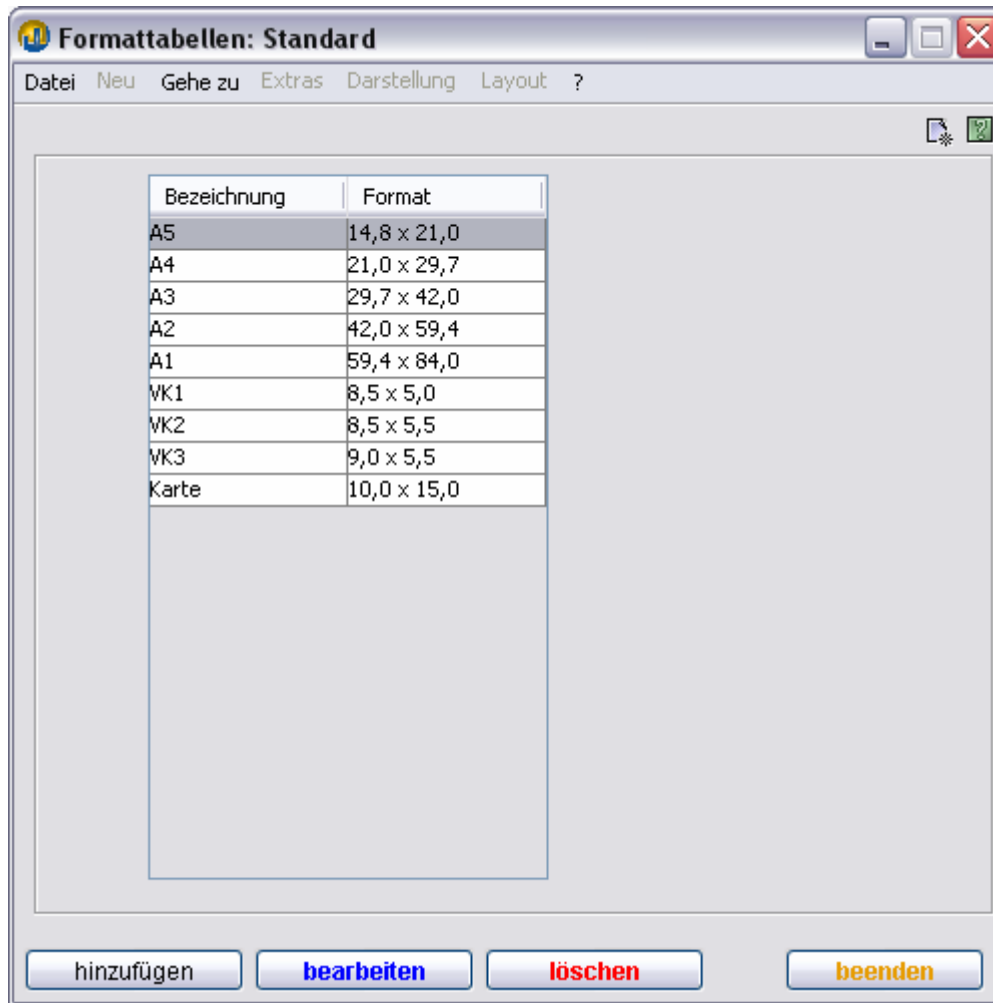 Formattabellen: Standard
Datei Neu Gehe zu Extras Darstellung Layout ?
Bezeichnung Format
A5 14,8 x 21,0
A4 21,0 x 29,7
A3 29,7 x 42,0
A2 42,0 x 59,4
A1 59,4 x 84,0
VK1 8,5 x 5,0
VK2 8,5 x 5,5
VK3 9,0 x 5,5
Karte 10,0 x 15,0
hinzufügen bearbeiten löschen beenden